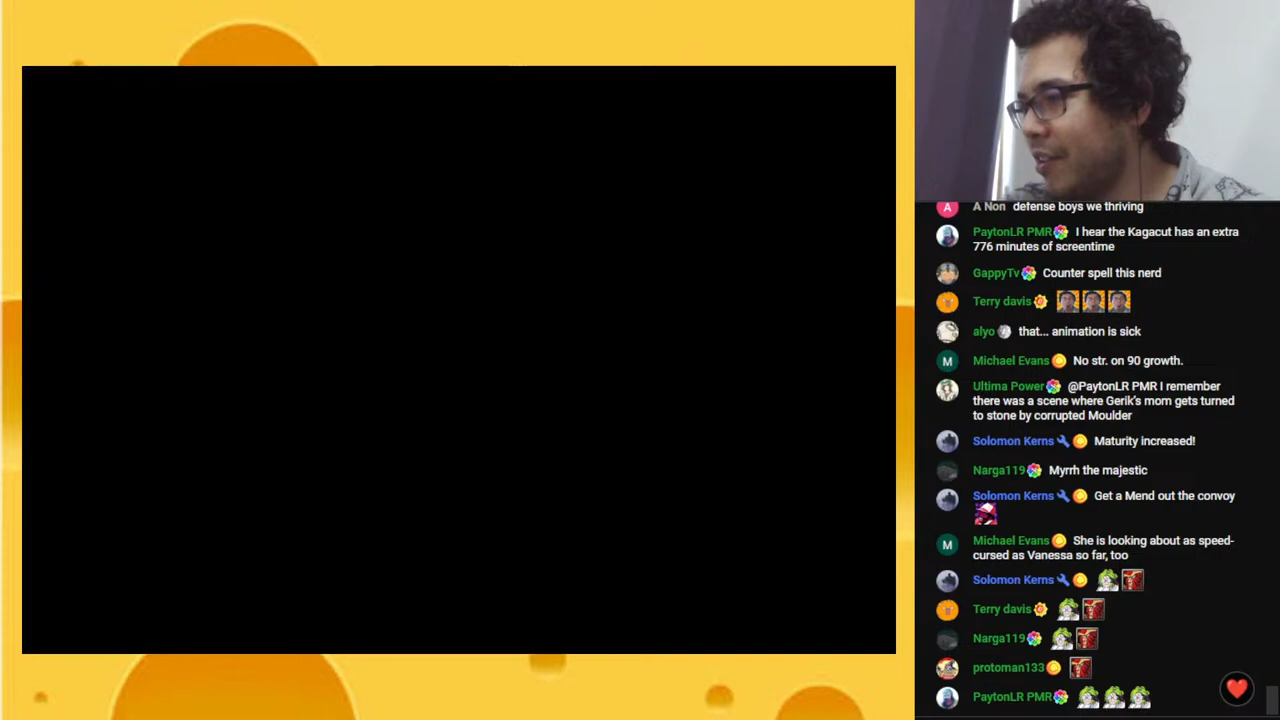 A
A Non defense boys we thriving
PaytonLR PMR I hear the Kagacut has an extra
776 minutes of screentime
GappyTv Counter spell this nerd
Terry davis
alyo that... animation is sick
M
Michael Evans No str. on 90 growth.
Ultima Power @PaytonLR PMR I remember
there was a scene where Gerik's mom gets turned
to stone by corrupted Moulder
Solomon Kerns Maturity increased!
Narga119 Myrrh the majestic
Solomon Kerns Get a Mend out the convoy
M
Michael Evans She is looking about as speed-
cursed as Vanessa so far, too
Solomon Kerns
Terry davis
Narga119
protoman133
PaytonLR PMR